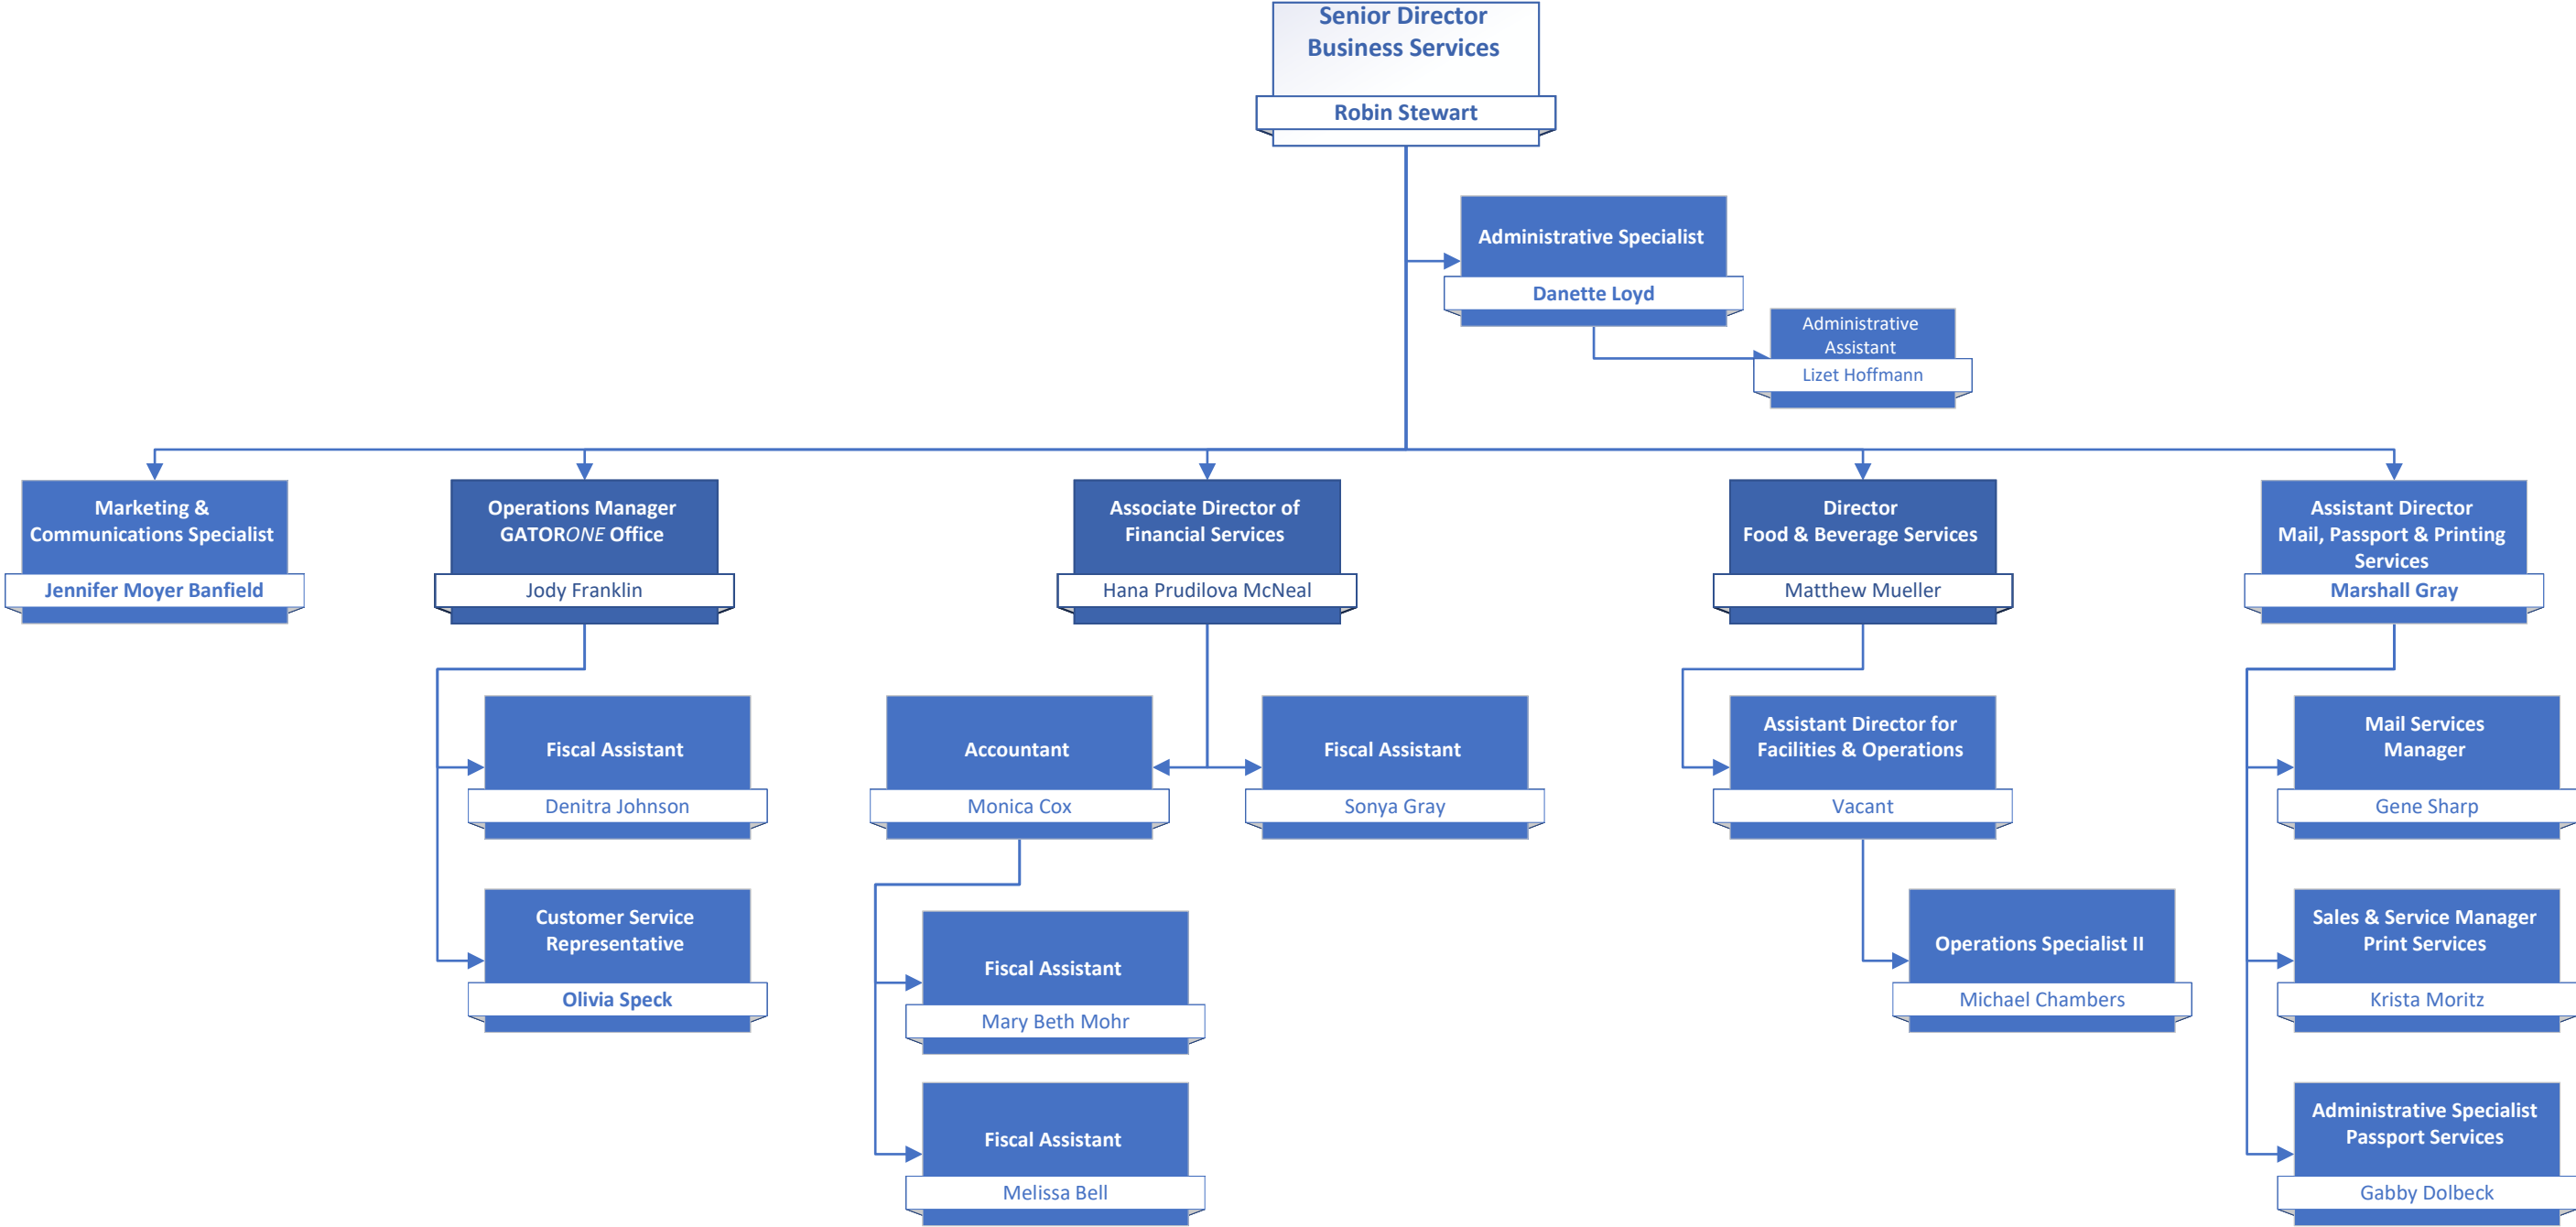 Senior Director
Business Services
Robin Stewart
Administrative Specialist
Danette Loyd
Administrative
Assistant
Lizet Hoffmann
Marketing &
Communications Specialist
Jennifer Moyer Banfield
Operations Manager
GATORONE Office
Jody Franklin
Associate Director of
Financial Services
Hana Prudilova McNeal
Director
Food & Beverage Services
Matthew Mueller
Assistant Director
Mail, Passport & Printing
Services
Marshall Gray
Fiscal Assistant
Denitra Johnson
Accountant
Monica Cox
Fiscal Assistant
Sonya Gray
Assistant Director for
Facilities & Operations
Vacant
Mail Services
Manager
Gene Sharp
Customer Service
Representative
Olivia Speck
Fiscal Assistant
Mary Beth Mohr
Operations Specialist II
Michael Chambers
Sales & Service Manager
Print Services
Krista Moritz
Fiscal Assistant
Melissa Bell
Administrative Specialist
Passport Services
Gabby Dolbeck